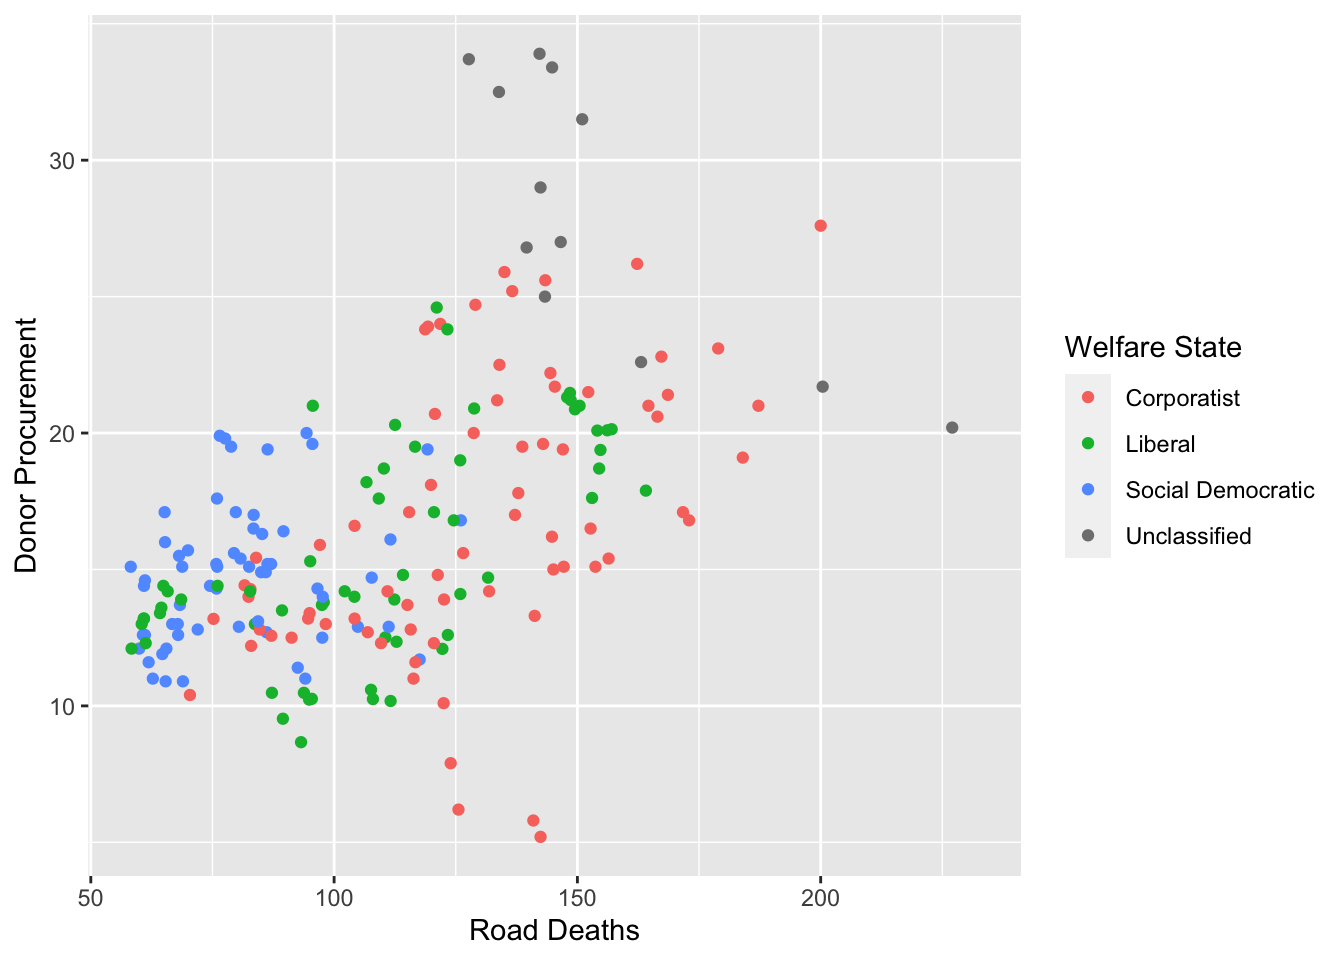 30
20
10
Donor Procurement
50 100 150 200
Road Deaths
Welfare State
Corporatist
Liberal
Social Democratic
Unclassified